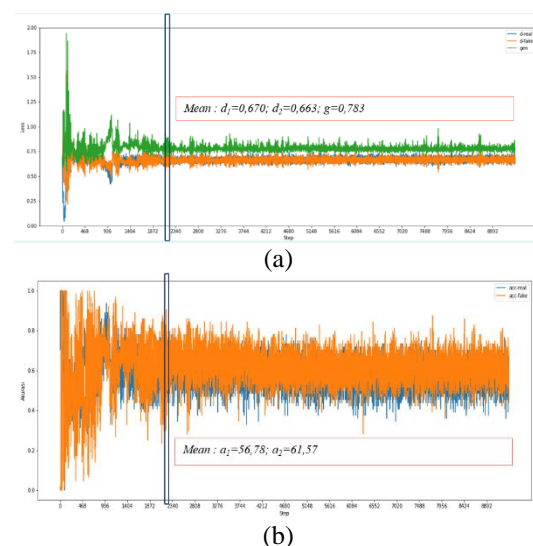 2.00
1.75
1.50
1.25
1.00
0.75
0.50
0.25
0.00
Loss
d-real
d-fake
gen
Mean : d1=0,670; d2=0,663; g=0,783
0 468 936 1404 1872 2340 2808 3276 3744 4212 4680 5148 5616 6084 6552 7020 7488 7956 8424 8892
Step
(a)
1.0
0.8
0.6
0.4
0.2
0.0
acc-real
acc-fake
Mean : a1=56,78; a2=61,57
0 468 936 1404 1872 2340 2808 3276 3744 4212 4680 5148 5616 6084 6552 7020 7488 7956 8424 8892
Step
(b)